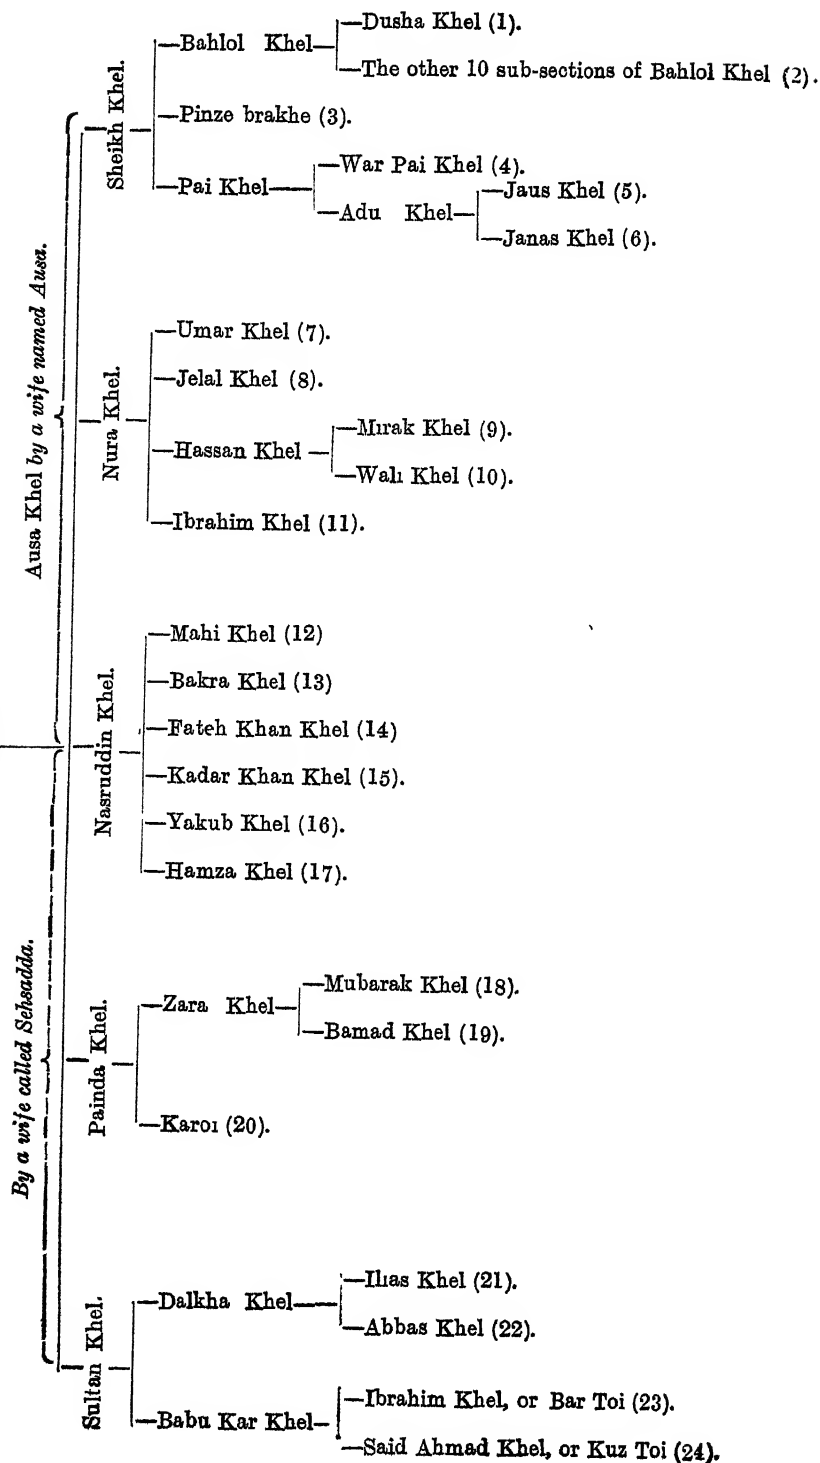 Ausa Khel by a wife named Ausa.
Sheikh Khel.
Bahlol Khel
Dusha Khel (1).
The other 10 sub-sections of Bahlol Khel (2).
Pinze brakhe (3).
Pai Khel
War Pai Khel (4).
Adu Khel
Jaus Khel (5).
Janas Khel (6).
Nura Khel.
Umar Khel (7).
Jelal Khel (8).
Hassan Khel
Mırak Khel (9).
Walı Khel (10).
Ibrahim Khel (11).
Nasruddin Khel.
Mahi Khel (12)
Bakra Khel (13)
Fateh Khan Khel (14)
Kadar Khan Khel (15).
Yakub Khel (16).
Hamza Khel (17).
By a wife called Sehsadda.
Painda Khel.
Zara Khel
Mubarak Khel (18).
Bamad Khel (19).
Karoı (20).
Sultan Khel.
Dalkha Khel
Ilıas Khel (21).
Abbas Khel (22).
Babu Kar Khel
Ibrahim Khel, or Bar Toi (23).
Said Ahmad Khel, or Kuz Toi (24).